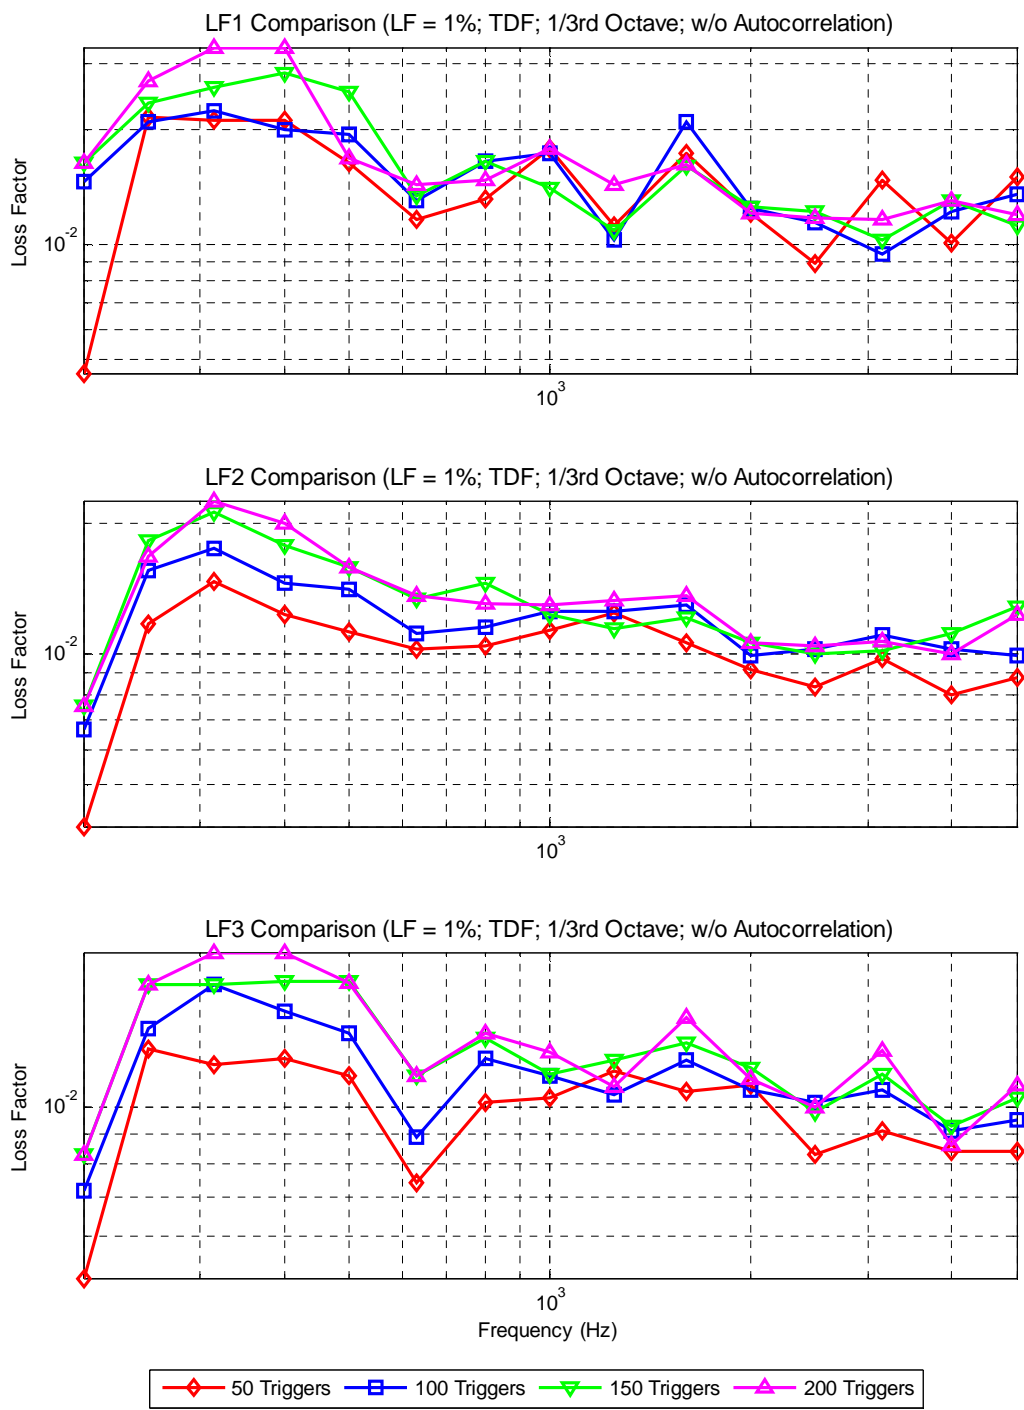 LF1 Comparison (LF = 1%; TDF; 1/3rd Octave; w/o Autocorrelation)
Loss Factor
10^-2
10^3
LF2 Comparison (LF = 1%; TDF; 1/3rd Octave; w/o Autocorrelation)
Loss Factor
10^-2
10^3
LF3 Comparison (LF = 1%; TDF; 1/3rd Octave; w/o Autocorrelation)
Loss Factor
10^-2
10^3
Frequency (Hz)
50 Triggers 100 Triggers 150 Triggers 200 Triggers